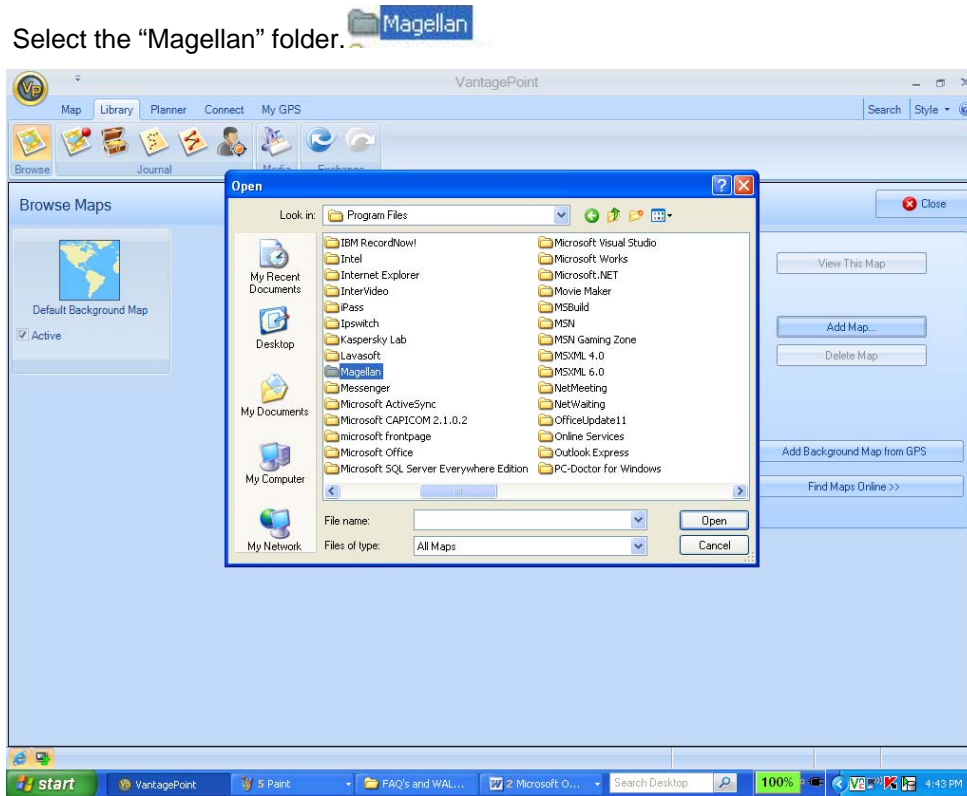 Select the “Magellan” folder. Magellan
VantagePoint
Map Library Planner Connect My GPS Search Style
Browse Journal Media Exchange
Browse Maps
Close
Default Background Map
Active
View This Map
Add Map...
Delete Map
Add Background Map from GPS
Find Maps Online >>
Open
Look in: Program Files
My Recent Documents
Desktop
My Documents
My Computer
My Network
IBM RecordNow!
Intel
Internet Explorer
InterVideo
iPass
Ipswitch
Kaspersky Lab
Lavasoft
Magellan
Messenger
Microsoft ActiveSync
Microsoft CAPICOM 2.1.0.2
microsoft frontpage
Microsoft Office
Microsoft SQL Server Everywhere Edition
Microsoft Visual Studio
Microsoft Works
Microsoft.NET
Movie Maker
MSBuild
MSN
MSN Gaming Zone
MSXML 4.0
MSXML 6.0
NetMeeting
NetWaiting
OfficeUpdate11
Online Services
Outlook Express
PC-Doctor for Windows
File name: Open
Files of type: All Maps Cancel
start VantagePoint 5 Paint FAQ's and WAL... 2 Microsoft O... Search Desktop 100% 4:43 PM